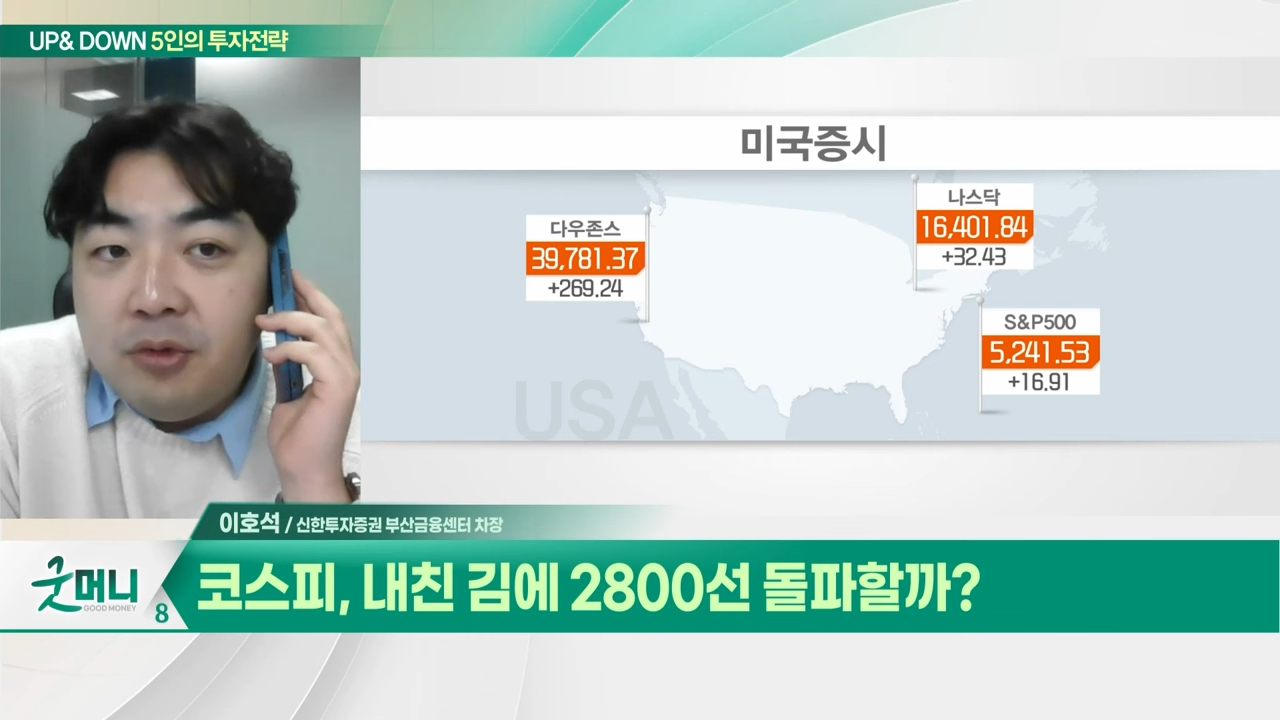 UP& DOWN 5인의 투자전략
미국증시
다우존스
39,781.37
+269.24
나스닥
16,401.84
+32.43
S&P500
5,241.53
+16.91
USA
이호석 / 신한투자증권 부산금융센터 차장
굿머니
GOOD MONEY
8
코스피, 내친 김에 2800선 돌파할까?